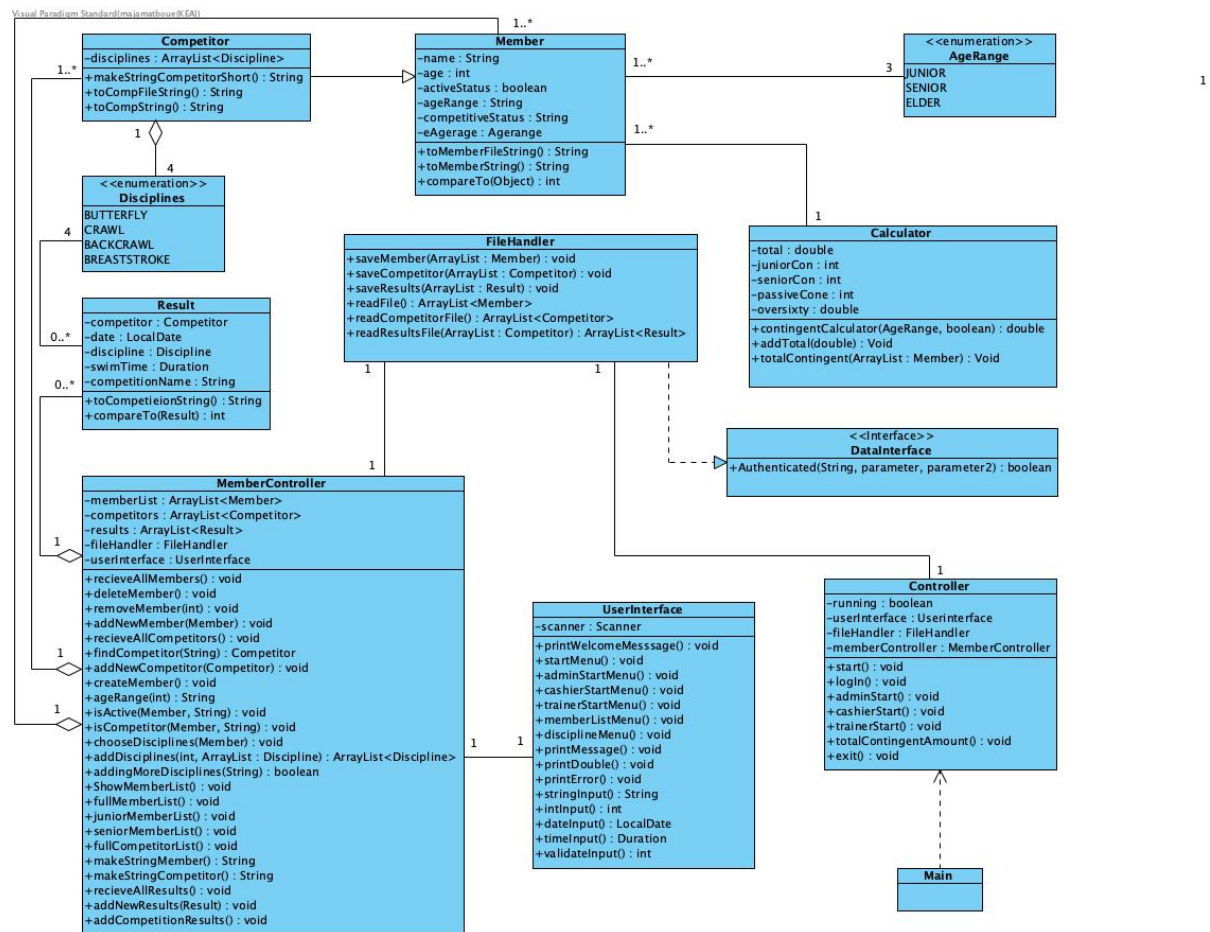 Visual Paradigm Standard(majamatboue(KEA))
1..*
Competitor
-disciplines : ArrayList<Discipline>
+makeStringCompetitorShort() : String
+toCompFileString() : String
+toCompString() : String
1..*
1
4
Member
-name : String
-age : int
-activeStatus : boolean
-ageRange : String
-competitiveStatus : String
-eAgerage : Agerange
+toMemberFileString() : String
+toMemberString() : String
+compareTo(Object) : int
1..*
3
1..*
1
<<enumeration>>
AgeRange
JUNIOR
SENIOR
ELDER
1
<<enumeration>>
Disciplines
BUTTERFLY
CRAWL
BACKCRAWL
BREASTSTROKE
4
0..*
FileHandler
+saveMember(ArrayList : Member) : void
+saveCompetitor(ArrayList : Competitor) : void
+saveResults(ArrayList : Result) : void
+readFile() : ArrayList<Member>
+readCompetitorFile() : ArrayList<Competitor>
+readResultsFile(ArrayList : Competitor) : ArrayList<Result>
1
1
Calculator
-total : double
-juniorCon : int
-seniorCon : int
-passiveCone : int
-oversixty : double
+contingentCalculator(AgeRange, boolean) : double
+addTotal(double) : Void
+totalContingent(ArrayList : Member) : Void
Result
-competitor : Competitor
-date : LocalDate
-discipline : Discipline
-swimTime : Duration
-competitionName : String
+toCompetieionString() : String
+compareTo(Result) : int
0..*
<<Interface>>
DataInterface
+Authenticated(String, parameter, parameter2) : boolean
1
MemberController
-memberList : ArrayList<Member>
-competitors : ArrayList<Competitor>
-results : ArrayList<Result>
-fileHandler : FileHandler
-userInterface : UserInterface
+recieveAllMembers() : void
+deleteMember() : void
+removeMember(int) : void
+addNewMember(Member) : void
+recieveAllCompetitors() : void
+findCompetitor(String) : Competitor
+addNewCompetitor(Competitor) : void
+createMember() : void
+ageRange(int) : String
+isActive(Member, String) : void
+isCompetitor(Member, String) : void
+chooseDisciplines(Member) : void
+addDisciplines(int, ArrayList : Discipline) : ArrayList<Discipline>
+addingMoreDisciplines(String) : boolean
+ShowMemberList() : void
+fullMemberList() : void
+juniorMemberList() : void
+seniorMemberList() : void
+fullCompetitorList() : void
+makeStringMember() : String
+makeStringCompetitor() : String
+recieveAllResults() : void
+addNewResults(Result) : void
+addCompetitionResults() : void
1
1
1
1
1
UserInterface
-scanner : Scanner
+printWelcomeMesssage() : void
+startMenu() : void
+adminStartMenu() : void
+cashierStartMenu() : void
+trainerStartMenu() : void
+memberListMenu() : void
+disciplineMenu() : void
+printMessage() : void
+printDouble() : void
+printError() : void
+stringInput() : String
+intInput() : int
+dateInput() : LocalDate
+timeInput() : Duration
+validateInput() : int
1
Controller
-running : boolean
-userInterface : Userinterface
-fileHandler : FileHandler
-memberController : MemberController
+start() : void
+logIn() : void
+adminStart() : void
+cashierStart() : void
+trainerStart() : void
+totalContingentAmount() : void
+exit() : void
Main